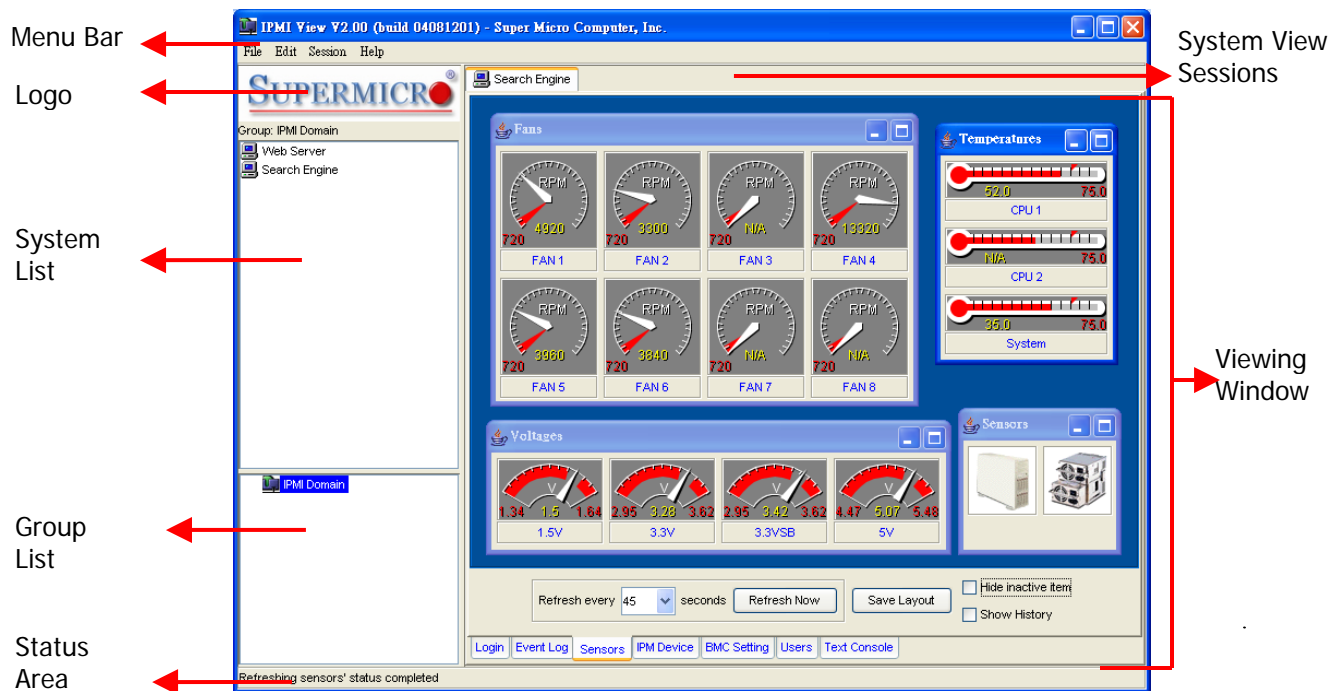 Menu Bar
Logo
System
List
Group
List
Status
Area
System View
Sessions
Viewing
Window
IPMI View V2.00 (build 04081201) - Super Micro Computer, Inc.
File Edit Session Help
SUPERMICRO®
Group: IPMI Domain
Web Server
Search Engine
IPMI Domain
Search Engine
Fans
RPM RPM RPM RPM
4920 3300 N/A 13320
720 720 720 720
FAN 1 FAN 2 FAN 3 FAN 4
RPM RPM RPM RPM
3960 3840 N/A N/A
720 720 720 720
FAN 5 FAN 6 FAN 7 FAN 8
Temperatures
52.0 75.0
CPU 1
N/A 75.0
CPU 2
35.0 75.0
System
Voltages
V V V V
1.34 1.5 1.64 2.95 3.28 3.62 2.95 3.42 3.62 4.47 5.07 5.48
1.5V 3.3V 3.3VSB 5V
Sensors
Refresh every 45 seconds Refresh Now Save Layout
Hide inactive item
Show History
Login Event Log Sensors IPM Device BMC Setting Users Text Console
Refreshing sensors' status completed